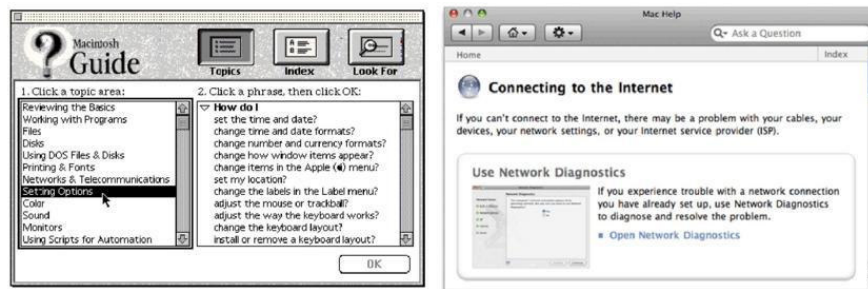 Macintosh
Guide
Topics
Index
Look For
1. Click a topic area:
Reviewing the Basics
Working with Programs
Files
Disks
Using DOS Files & Disks
Printing & Fonts
Networks & Telecommunications
Setting Options
Color
Sound
Monitors
Using Scripts for Automation
2. Click a phrase, then click OK:
How do I
set the time and date?
change time and date formats?
change number and currency formats?
change how window items appear?
change items in the Apple () menu?
set my location?
change the labels in the Label menu?
adjust the mouse or trackball?
adjust the way the keyboard works?
change the keyboard layout?
install or remove a keyboard layout?
OK
Mac Help
Ask a Question
Home
Index
Connecting to the Internet
If you can't connect to the Internet, there may be a problem with your cables, your
devices, your network settings, or your Internet service provider (ISP).
Use Network Diagnostics
If you experience trouble with a network connection
you have already set up, use Network Diagnostics
to diagnose and resolve the problem.
Open Network Diagnostics